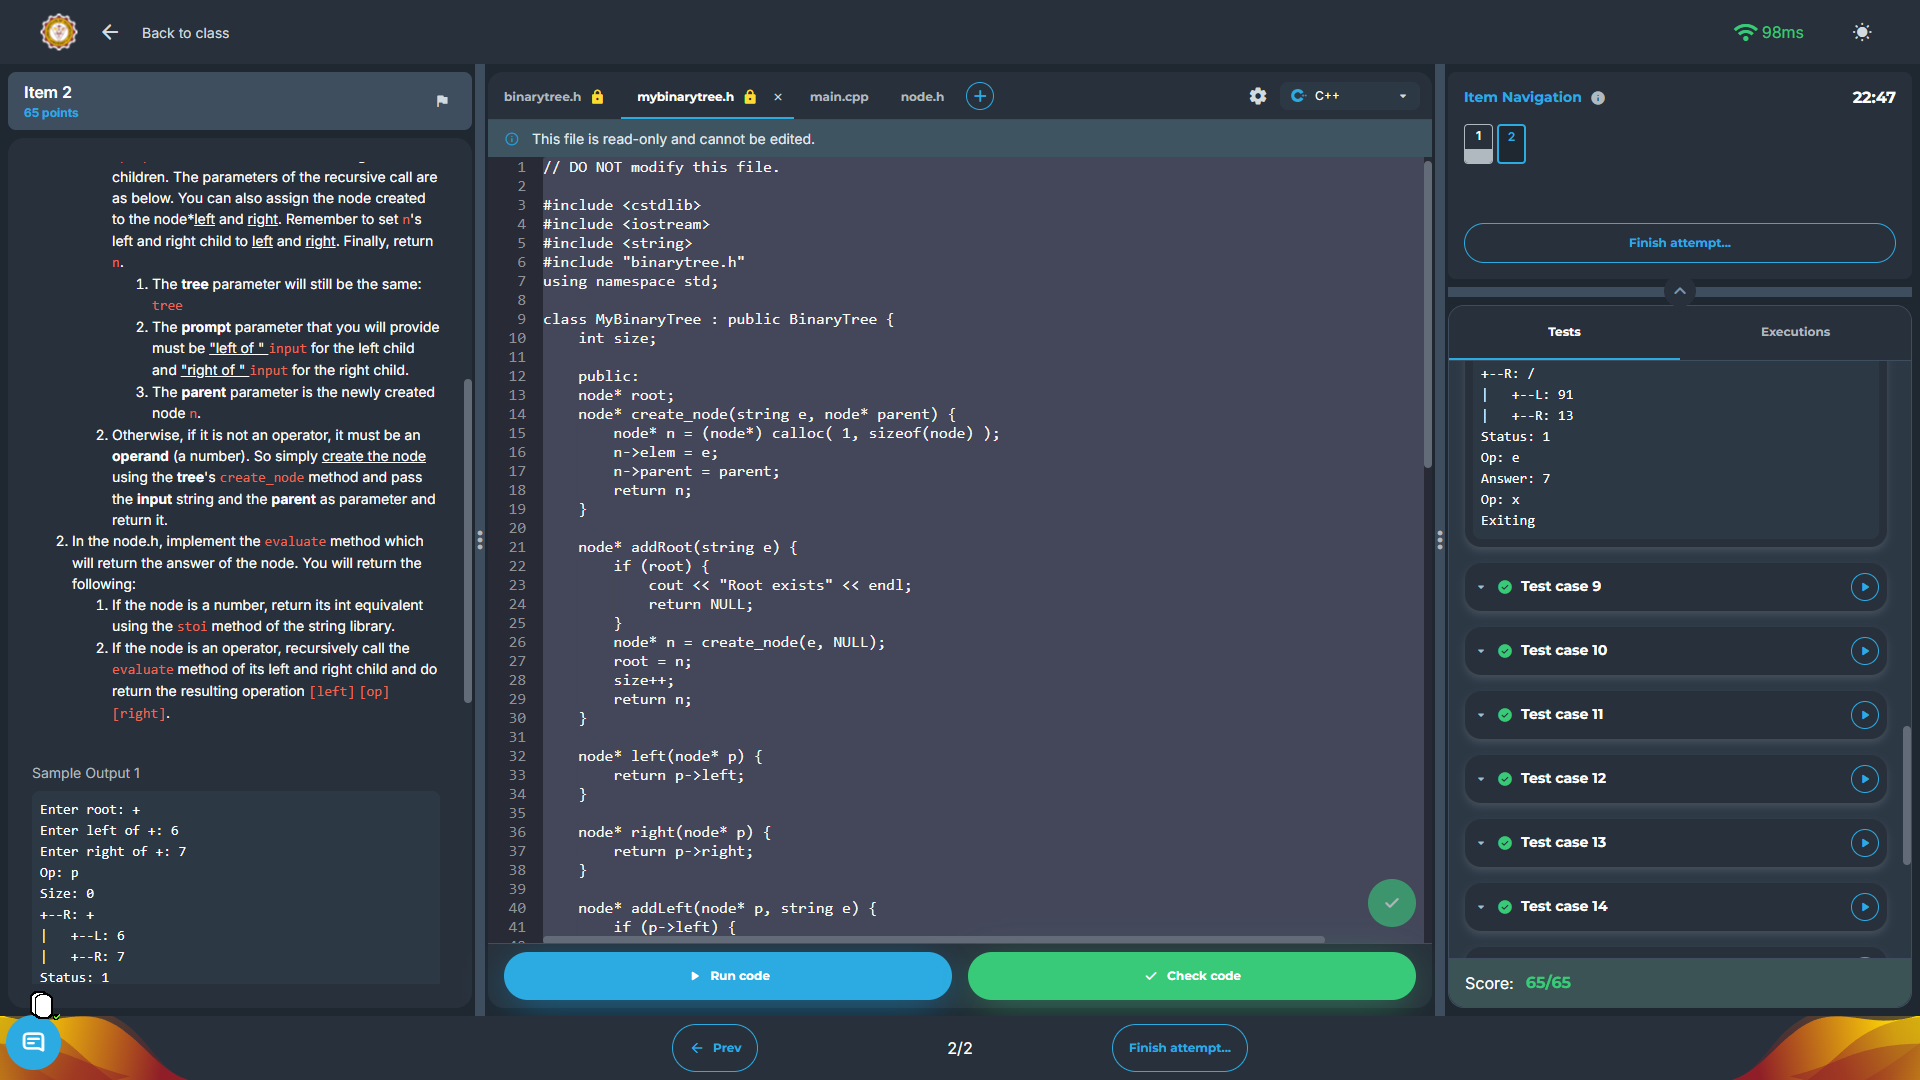 Back to class
98ms
Item 2
65 points
children. The parameters of the recursive call are
as below. You can also assign the node created
to the node*left and right. Remember to set n's
left and right child to left and right. Finally, return
n.
1. The tree parameter will still be the same:
tree
2. The prompt parameter that you will provide
must be "left of " input for the left child
and "right of " input for the right child.
3. The parent parameter is the newly created
node n.
2. Otherwise, if it is not an operator, it must be an
operand (a number). So simply create the node
using the tree's create_node method and pass
the input string and the parent as parameter and
return it.
2. In the node.h, implement the evaluate method which
will return the answer of the node. You will return the
following:
1. If the node is a number, return its int equivalent
using the stoi method of the string library.
2. If the node is an operator, recursively call the
evaluate method of its left and right child and do
return the resulting operation [left] [op]
[right].
Sample Output 1
Enter root: +
Enter left of +: 6
Enter right of +: 7
Op: p
Size: 0
+--R: +
|   +--L: 6
|   +--R: 7
Status: 1
binarytree.h
mybinarytree.h
main.cpp
node.h
C++
This file is read-only and cannot be edited.
1 // DO NOT modify this file.
2
3 #include <cstdlib>
4 #include <iostream>
5 #include <string>
6 #include "binarytree.h"
7 using namespace std;
8
9 class MyBinaryTree : public BinaryTree {
10     int size;
11
12     public:
13     node* root;
14     node* create_node(string e, node* parent) {
15         node* n = (node*) calloc( 1, sizeof(node) );
16         n->elem = e;
17         n->parent = parent;
18         return n;
19     }
20
21     node* addRoot(string e) {
22         if (root) {
23             cout << "Root exists" << endl;
24             return NULL;
25         }
26         node* n = create_node(e, NULL);
27         root = n;
28         size++;
29         return n;
30     }
31
32     node* left(node* p) {
33         return p->left;
34     }
35
36     node* right(node* p) {
37         return p->right;
38     }
39
40     node* addLeft(node* p, string e) {
41         if (p->left) {
Run code
Check code
Item Navigation
22:47
1
2
Finish attempt...
Tests
Executions
+--R: /
|   +--L: 91
|   +--R: 13
Status: 1
Op: e
Answer: 7
Op: x
Exiting
Test case 9
Test case 10
Test case 11
Test case 12
Test case 13
Test case 14
Score: 65/65
Prev
2/2
Finish attempt...